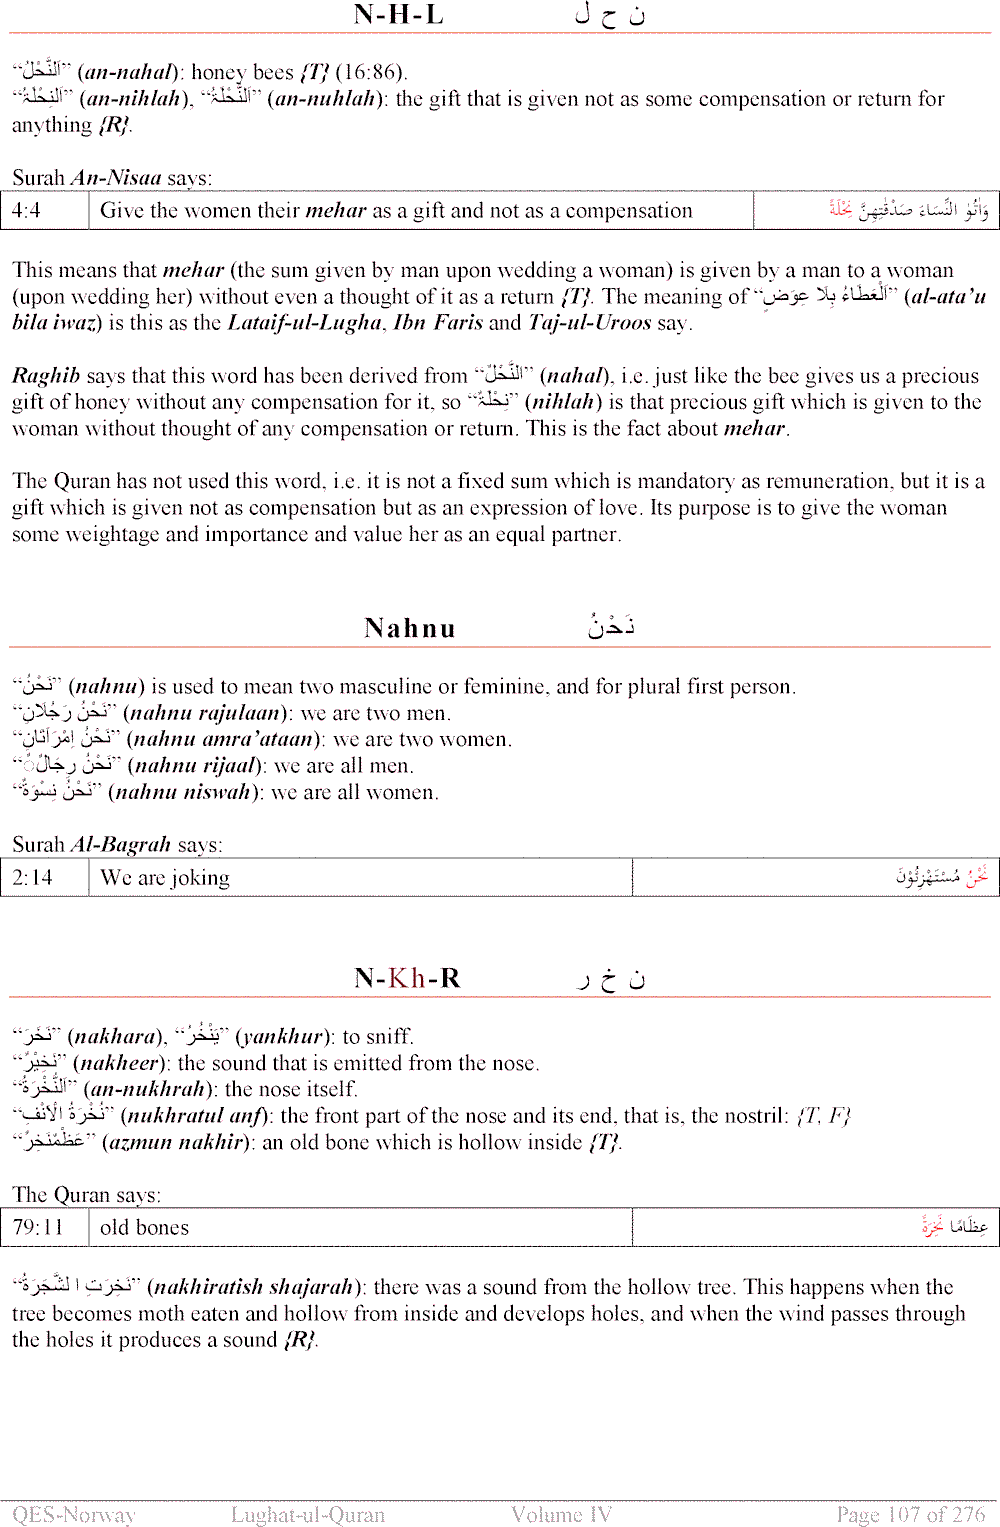 N-H-L ن ح ل
“اَلنَّحْلُ” (an-nahal): honey bees {T} (16:86).
“اَلنِحْلَۃُ” (an-nihlah), “اَلنُّحْلَۃُ” (an-nuhlah): the gift that is given not as some compensation or return for
anything {R}.
Surah An-Nisaa says:
4:4 Give the women their mehar as a gift and not as a compensation وَاٰتُوا النِّسَاءَ صَدُقٰتِهِنَّ نِحْلَةً
This means that mehar (the sum given by man upon wedding a woman) is given by a man to a woman
(upon wedding her) without even a thought of it as a return {T}. The meaning of “اَلْعَطَاءُ بِلَا عِوَضٍ” (al-ata’u
bila iwaz) is this as the Lataif-ul-Lugha, Ibn Faris and Taj-ul-Uroos say.
Raghib says that this word has been derived from “النَّحْلُ” (nahal), i.e. just like the bee gives us a precious
gift of honey without any compensation for it, so “نِحْلَۃٌ” (nihlah) is that precious gift which is given to the
woman without thought of any compensation or return. This is the fact about mehar.
The Quran has not used this word, i.e. it is not a fixed sum which is mandatory as remuneration, but it is a
gift which is given not as compensation but as an expression of love. Its purpose is to give the woman
some weightage and importance and value her as an equal partner.
Nahnu نَحْنُ
“نَحْنُ” (nahnu) is used to mean two masculine or feminine, and for plural first person.
“نَحْنُ رَجُلَانِ” (nahnu rajulaan): we are two men.
“نَحْنُ اِمْرَاَتَانِ” (nahnu amra’ataan): we are two women.
“نَحْنُ رِجَالٌ” (nahnu rijaal): we are all men.
“نَحْنُ نِسْوَةٌ” (nahnu niswah): we are all women.
Surah Al-Bagrah says:
2:14 We are joking نَحْنُ مُسْتَهْزِئُوْنَ
N-Kh-R ن خ ر
“نَخَرَ” (nakhara), “يَنْخُرُ” (yankhur): to sniff.
“نَخِيْرٌ” (nakheer): the sound that is emitted from the nose.
“اَلنُّخْرَةُ” (an-nukhrah): the nose itself.
“نُخْرَةُ الْاَنْفِ” (nukhratul anf): the front part of the nose and its end, that is, the nostril: {T, F}
“عَظْمٌنَخِرٌ” (azmun nakhir): an old bone which is hollow inside {T}.
The Quran says:
79:11 old bones عِظَامًا نَّخِرَةً
“نَخِرَتِ ا لشَّجَرَةُ” (nakhiratish shajarah): there was a sound from the hollow tree. This happens when the
tree becomes moth eaten and hollow from inside and develops holes, and when the wind passes through
the holes it produces a sound {R}.
QES-Norway Lughat-ul-Quran Volume IV Page 107 of 276